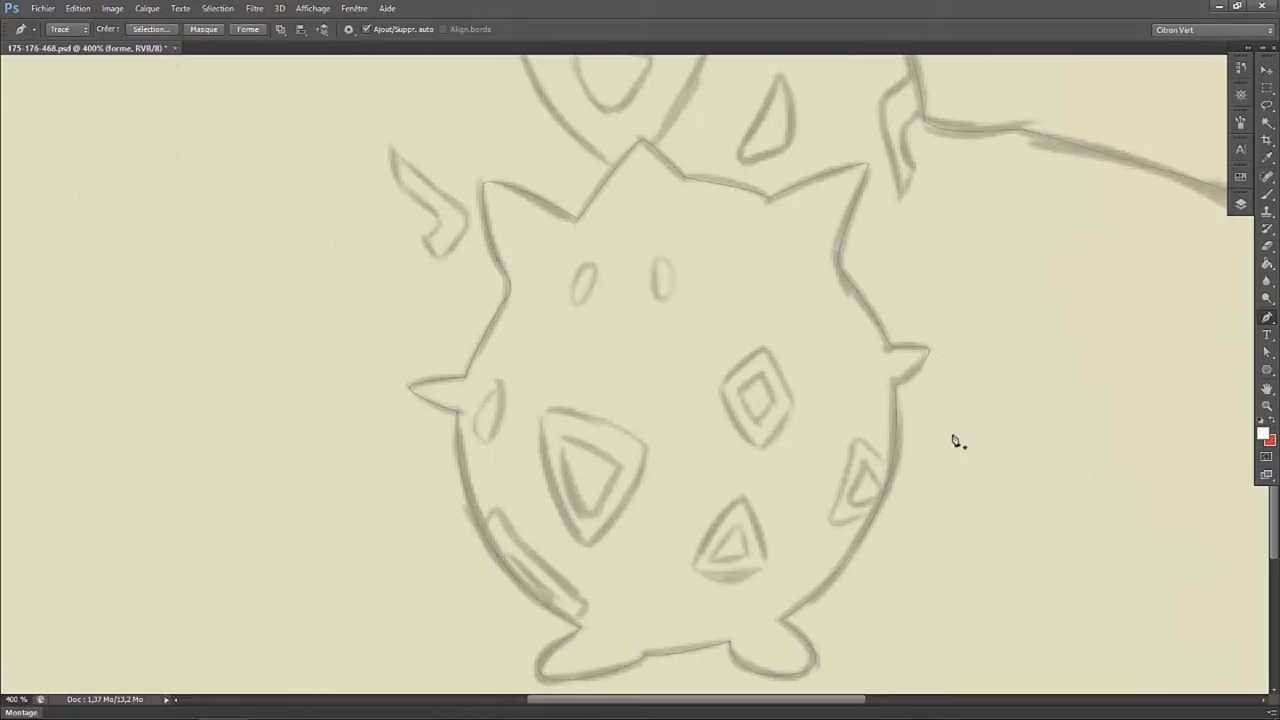 Ps Fichier Edition Image Calque Texte Sélection Filtre 3D Affichage Fenêtre Aide
Tracé Créer : Sélection... Masque Forme Ajout/Suppr. auto Align.bords Citron Vert
175-176-468.psd @ 400% (forme, RVB/8) * ×
400 % Doc : 1,37 Mo/13,2 Mo
Montage